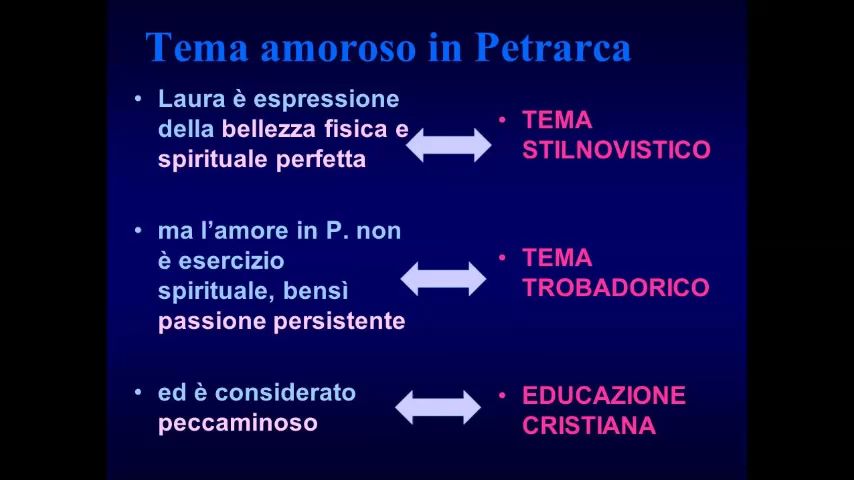 Tema amoroso in Petrarca
• Laura è espressione
della bellezza fisica e
spirituale perfetta
• TEMA
STILNOVISTICO
• ma l’amore in P. non
è esercizio
spirituale, bensì
passione persistente
• TEMA
TROBADORICO
• ed è considerato
peccaminoso
• EDUCAZIONE
CRISTIANA